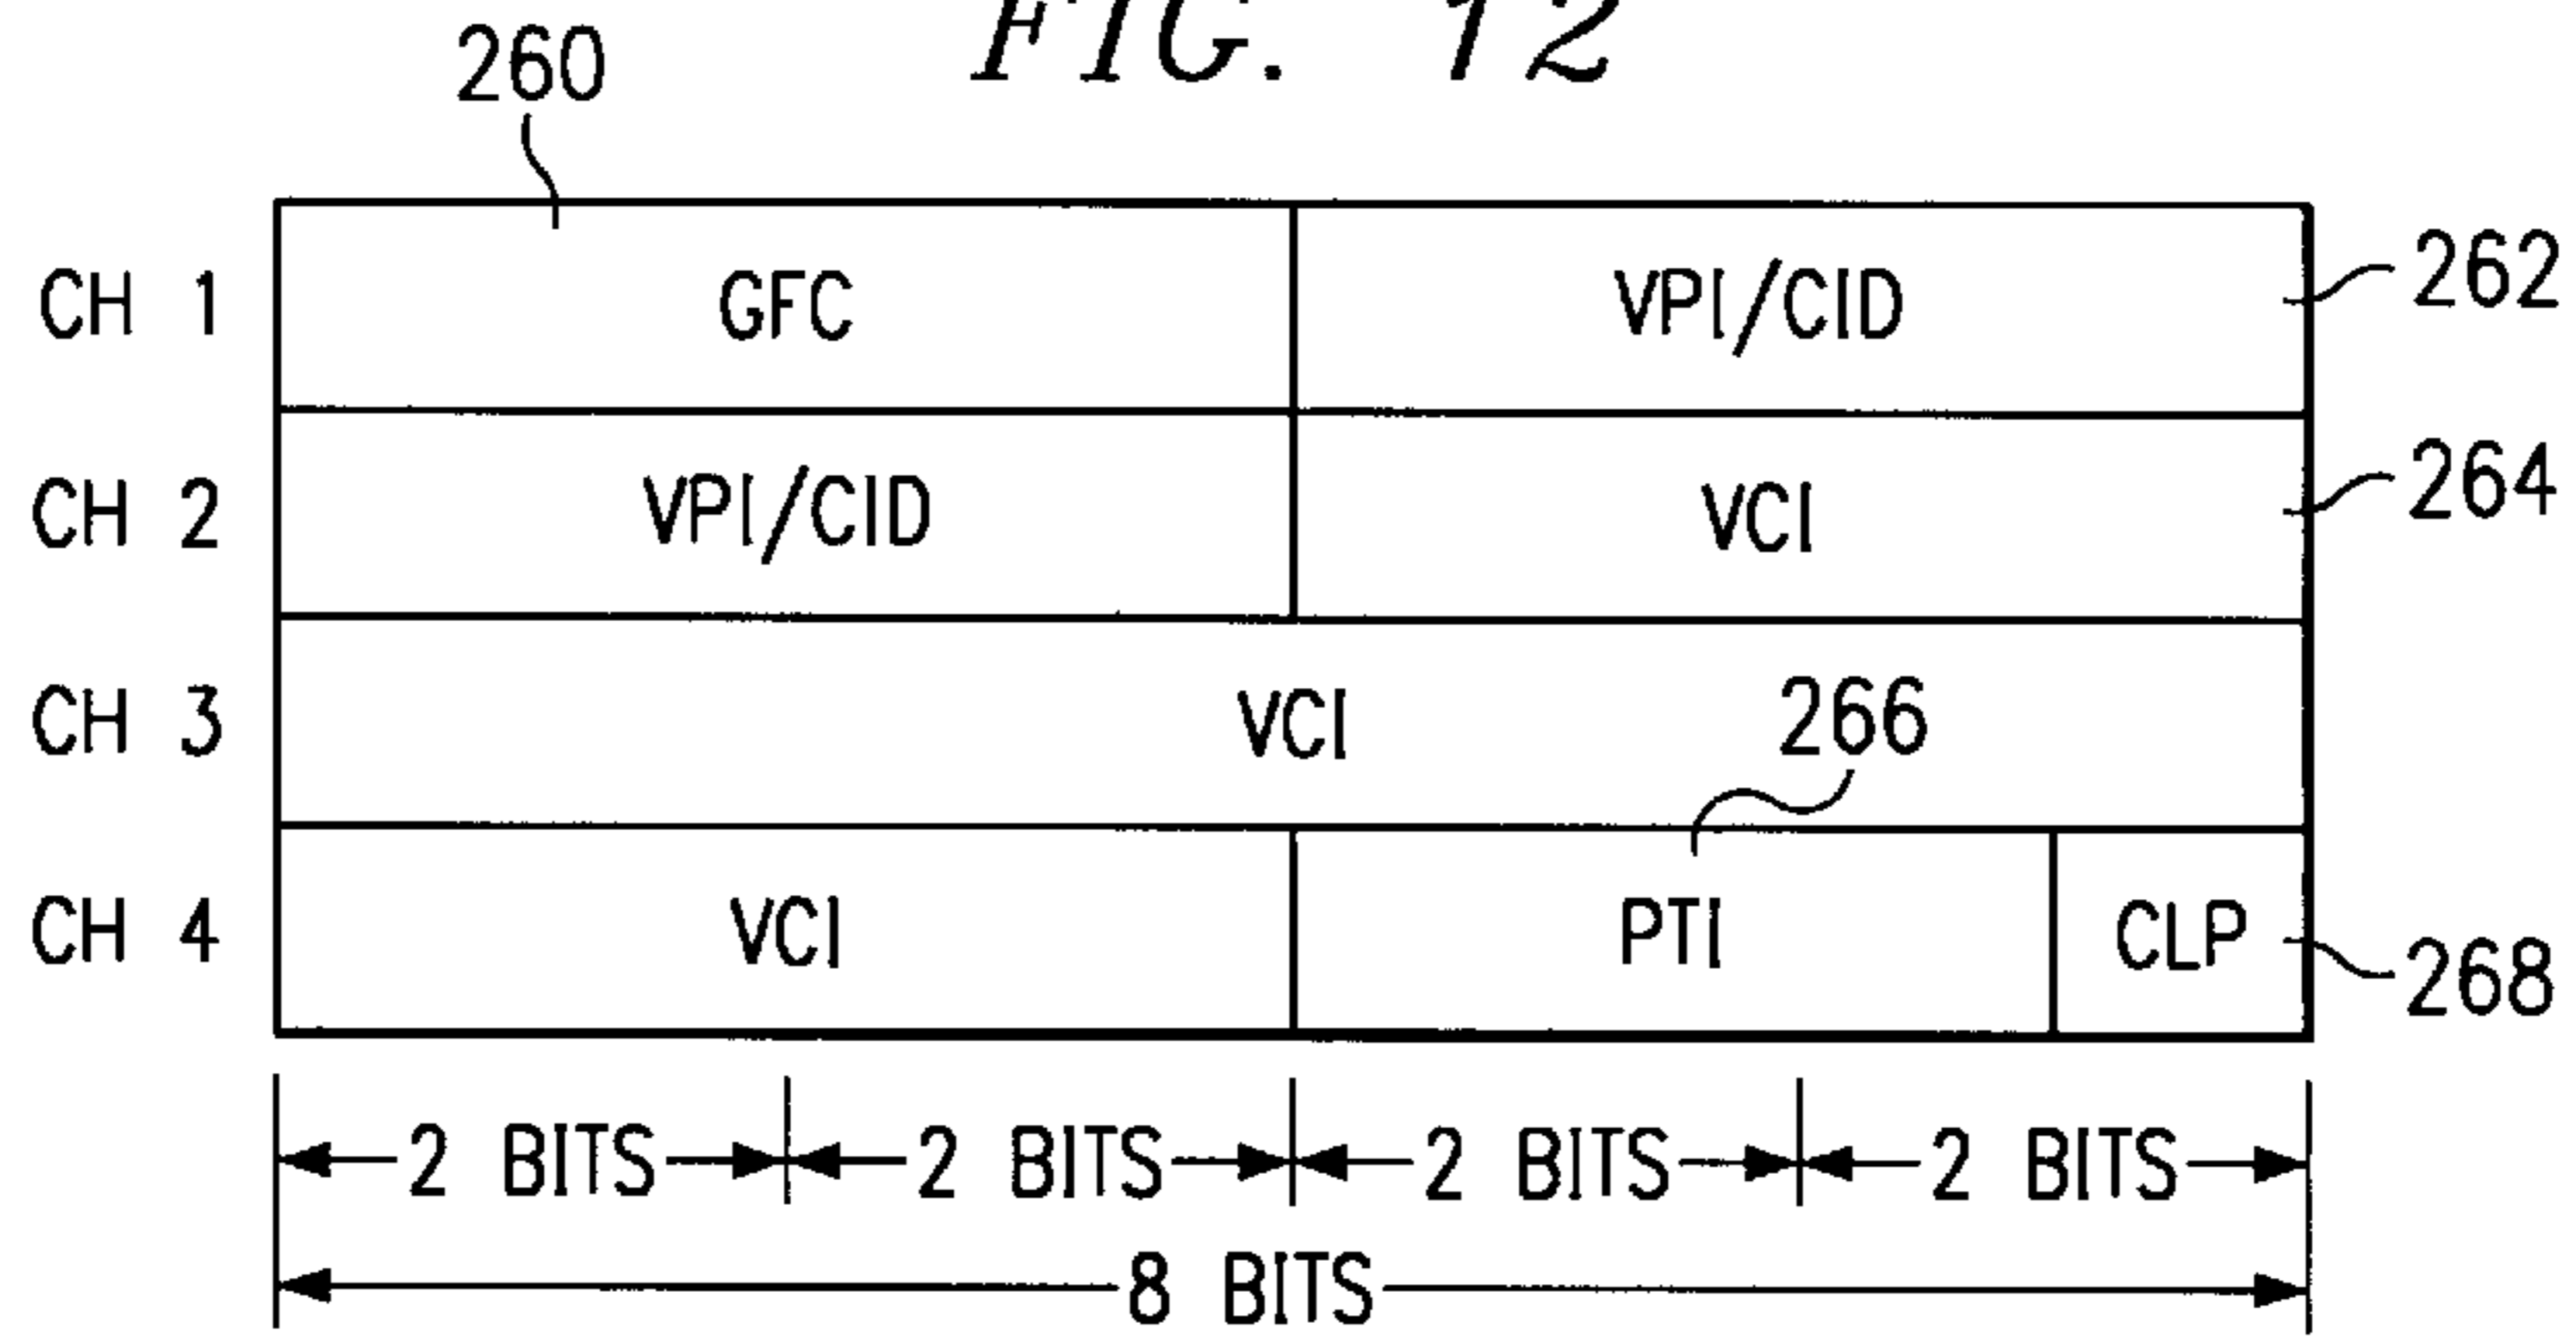 FIG. 12
260
CH 1 GFC VPI/CID 262
CH 2 VPI/CID VCI 264
CH 3 VCI 266
CH 4 VCI PTI CLP 268
2 BITS 2 BITS 2 BITS 2 BITS
8 BITS